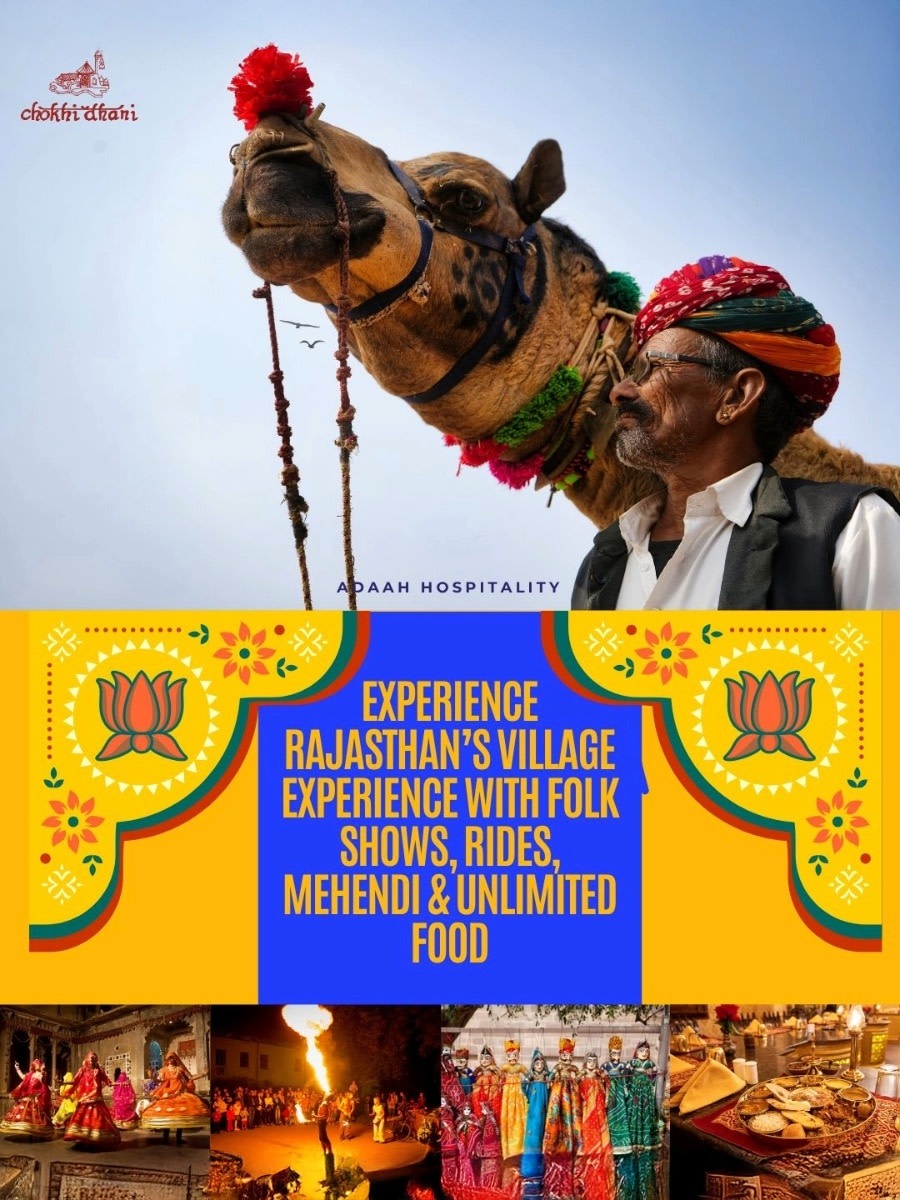 chokhi dhani
ADAAH HOSPITALITY
EXPERIENCE
RAJASTHAN’S VILLAGE
EXPERIENCE WITH FOLK
SHOWS, RIDES,
MEHENDI & UNLIMITED
FOOD